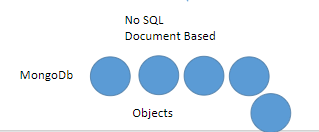 No SQL
Document Based
MongoDb
Objects